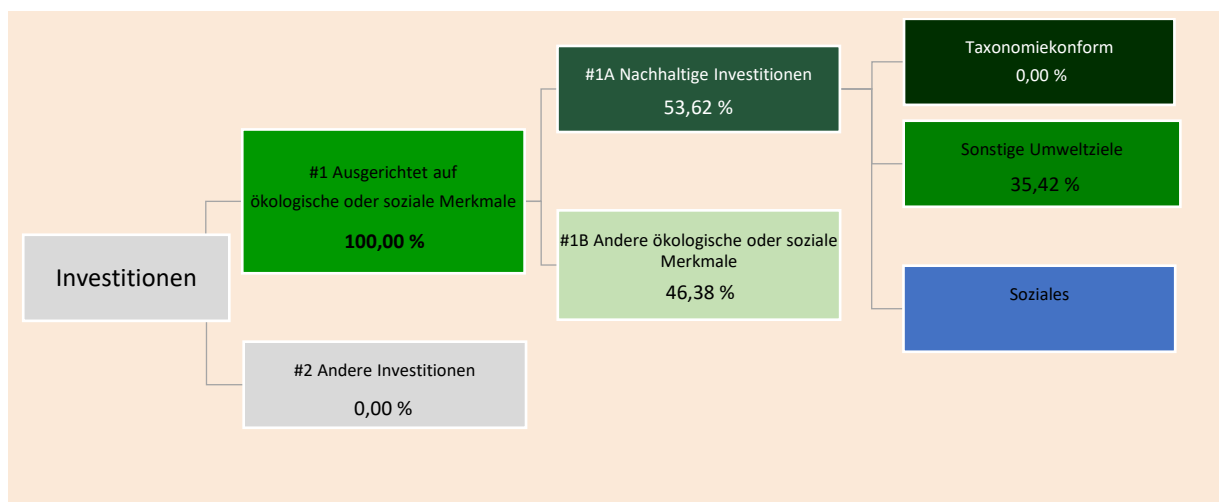 Investitionen
#1 Ausgerichtet auf
ökologische oder soziale Merkmale
100,00 %
#2 Andere Investitionen
0,00 %
#1A Nachhaltige Investitionen
53,62 %
#1B Andere ökologische oder soziale
Merkmale
46,38 %
Taxonomiekonform
0,00 %
Sonstige Umweltziele
35,42 %
Soziales